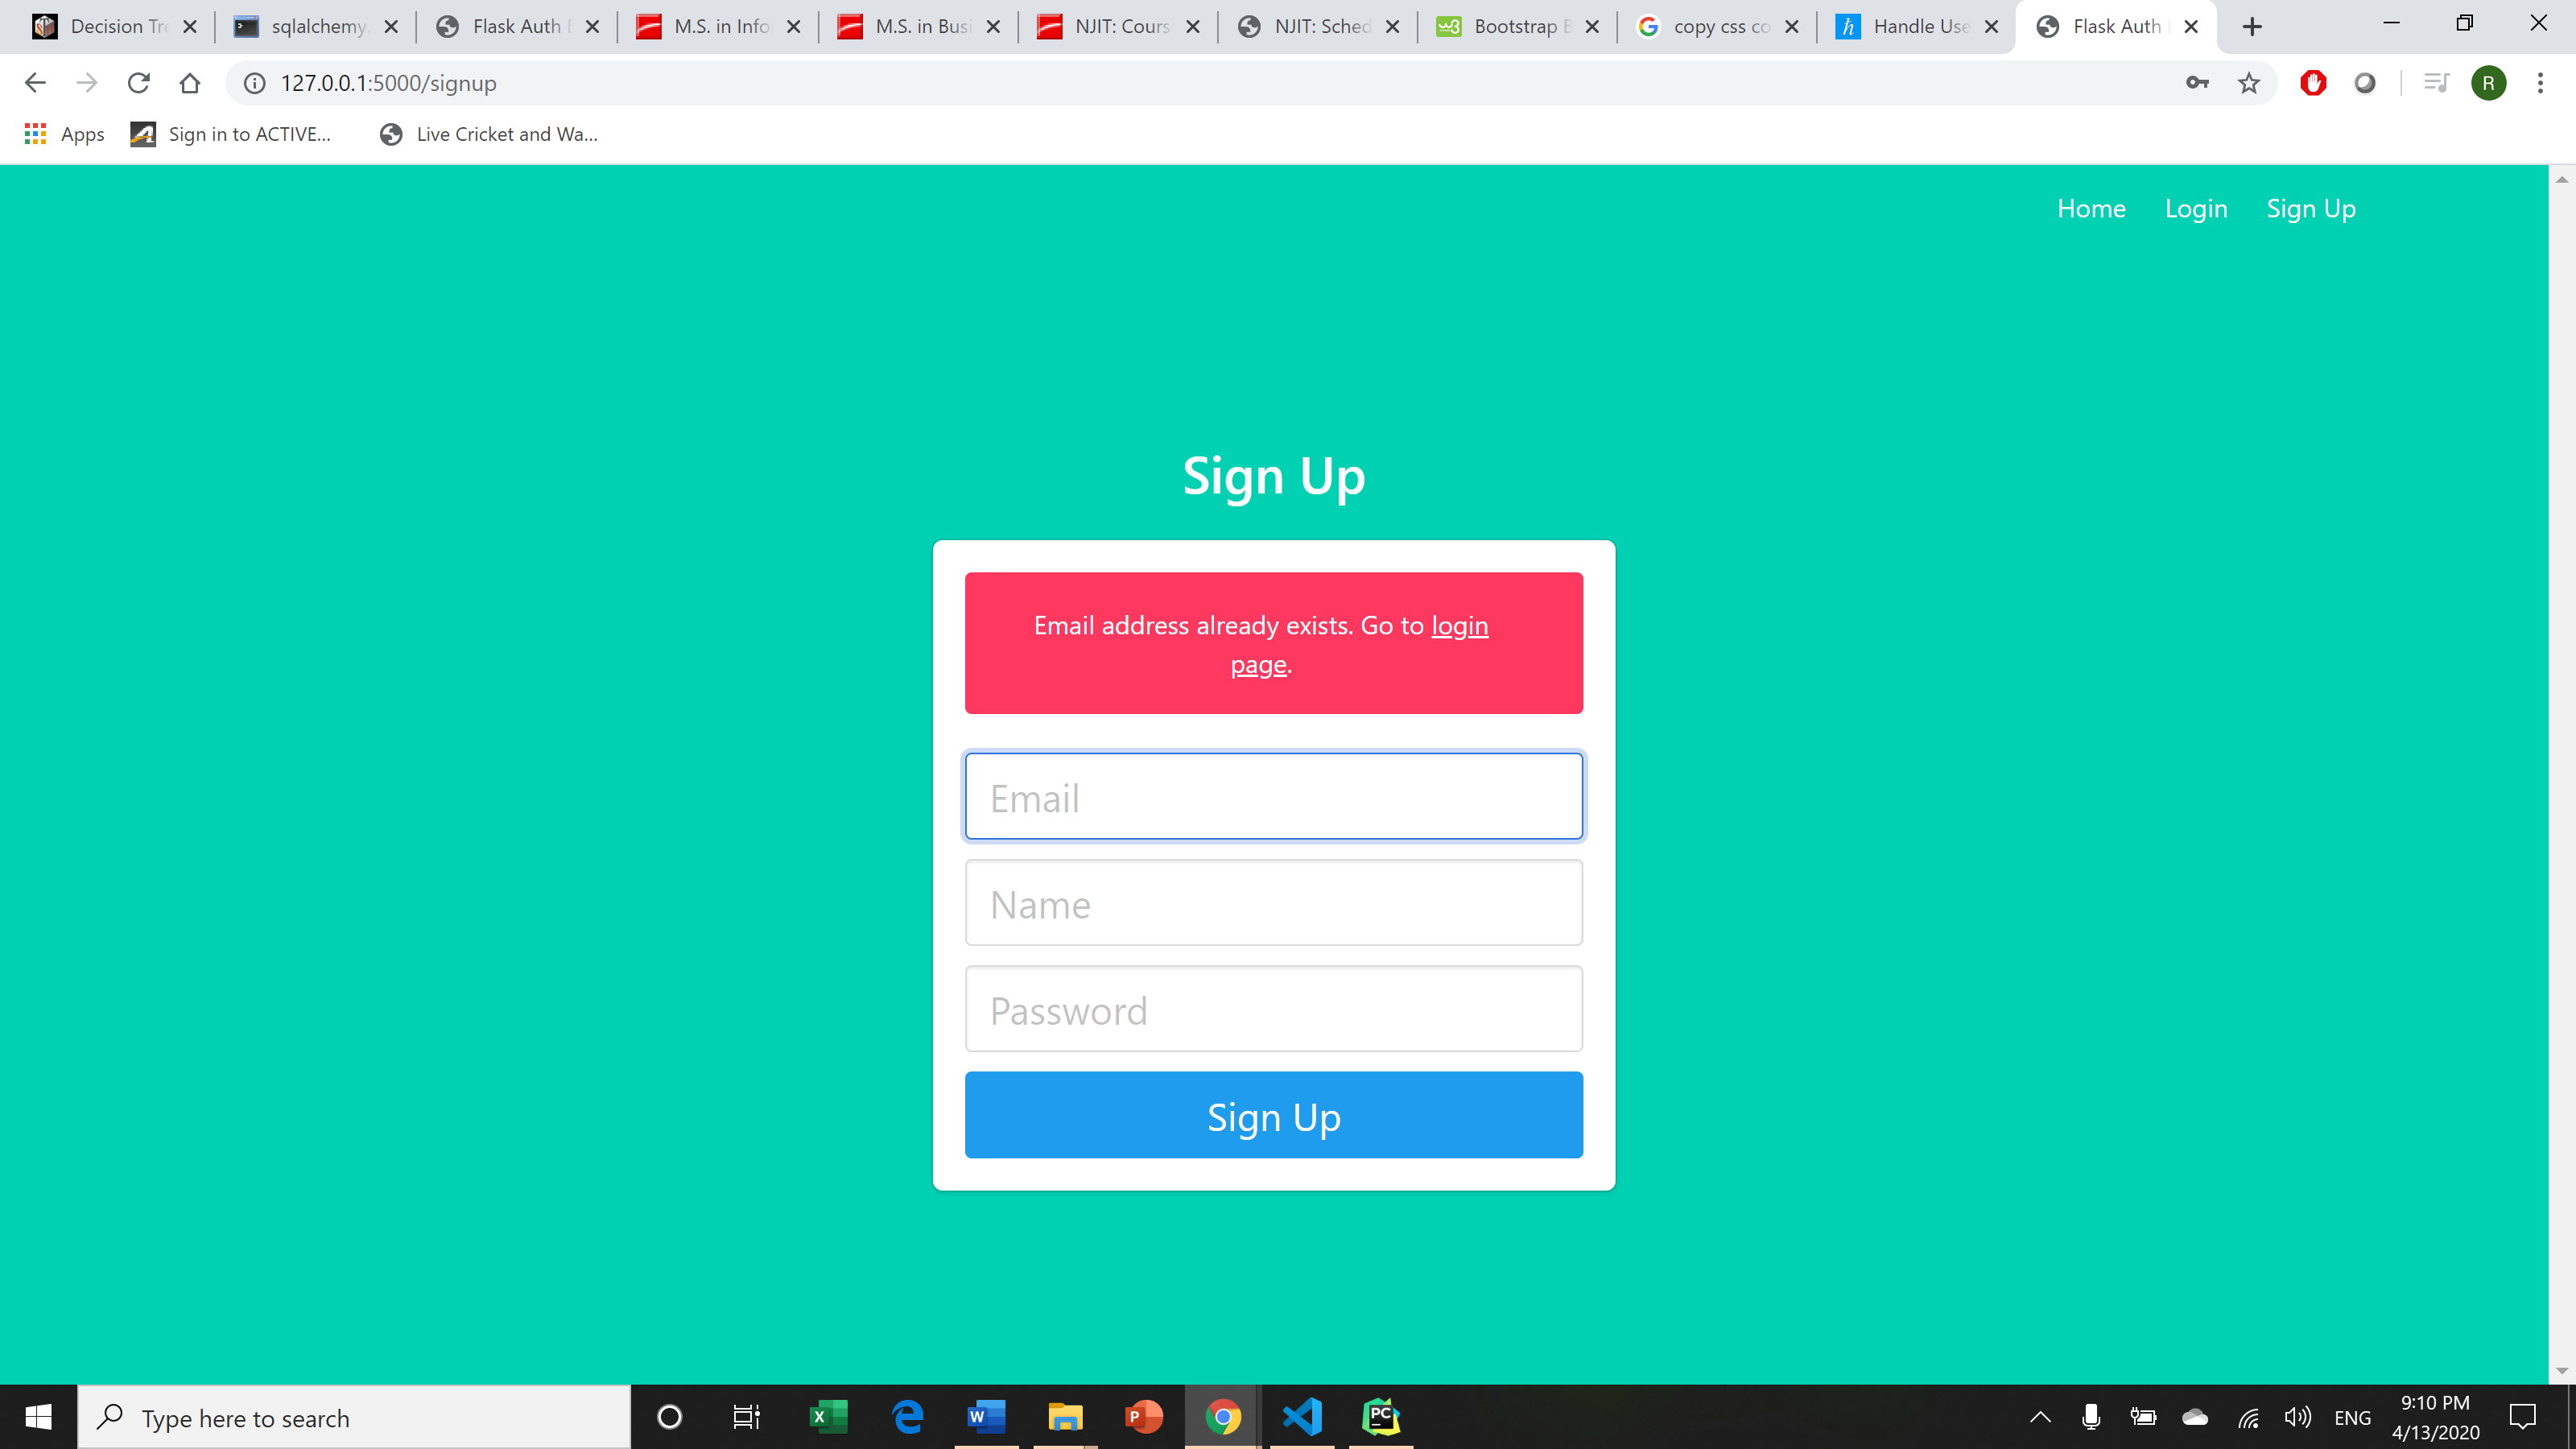 Decision Tre
sqlalchemy.
Flask Auth E
M.S. in Info
M.S. in Busi
NJIT: Cours
NJIT: Sched
Bootstrap B
copy css co
Handle Use
Flask Auth
127.0.0.1:5000/signup
R
Apps
Sign in to ACTIVE...
Live Cricket and Wa...
Home
Login
Sign Up
Sign Up
Email address already exists. Go to login
page.
Email
Name
Password
Sign Up
Type here to search
ENG
9:10 PM
4/13/2020